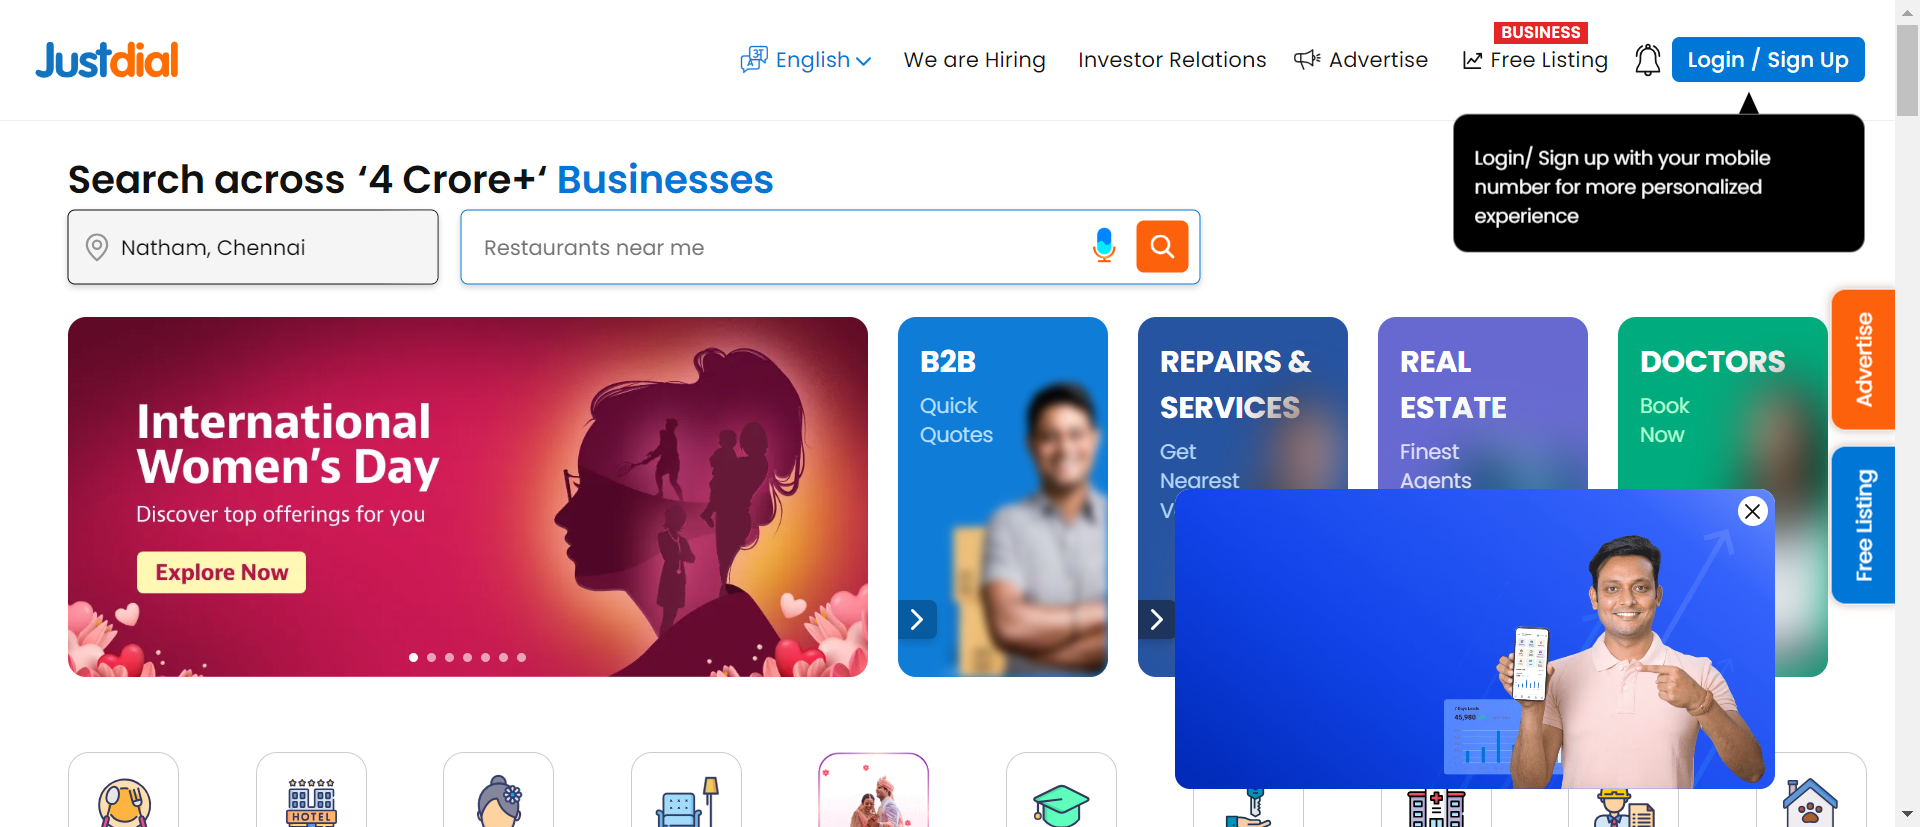 Justdial
English
We are Hiring
Investor Relations
Advertise
BUSINESS
Free Listing
Login / Sign Up
Login/ Sign up with your mobile
number for more personalized
experience
Search across ‘4 Crore+‘ Businesses
Natham, Chennai
Restaurants near me
International
Women's Day
Discover top offerings for you
Explore Now
B2B
Quick
Quotes
REPAIRS &
SERVICES
Get
Nearest
REAL
ESTATE
Finest
Agents
DOCTORS
Book
Now
Advertise
Free Listing
45,980
HOTEL